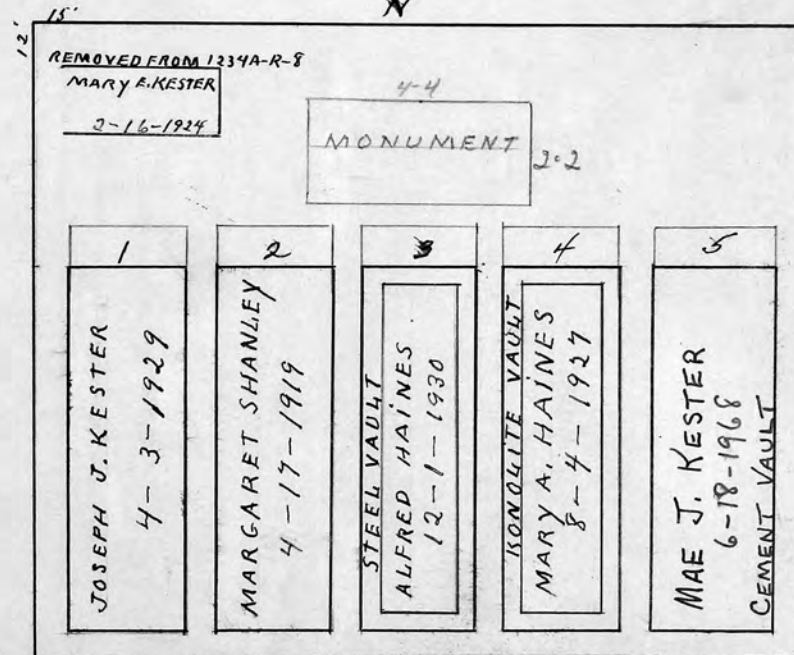 N
15'
12'
REMOVED FROM 1234A-R-8
MARY E. KESTER
2-16-1924
4-4
MONUMENT
2-2
1
JOSEPH J. KESTER
4-3-1929
2
MARGARET SHANLEY
4-17-1919
3
STEEL VAULT
ALFRED HAINES
12-1-1930
4
VAULT
MARY A. HAINES
8-4-1927
5
MAE J. KESTER
6-18-1968
CEMENT VAULT